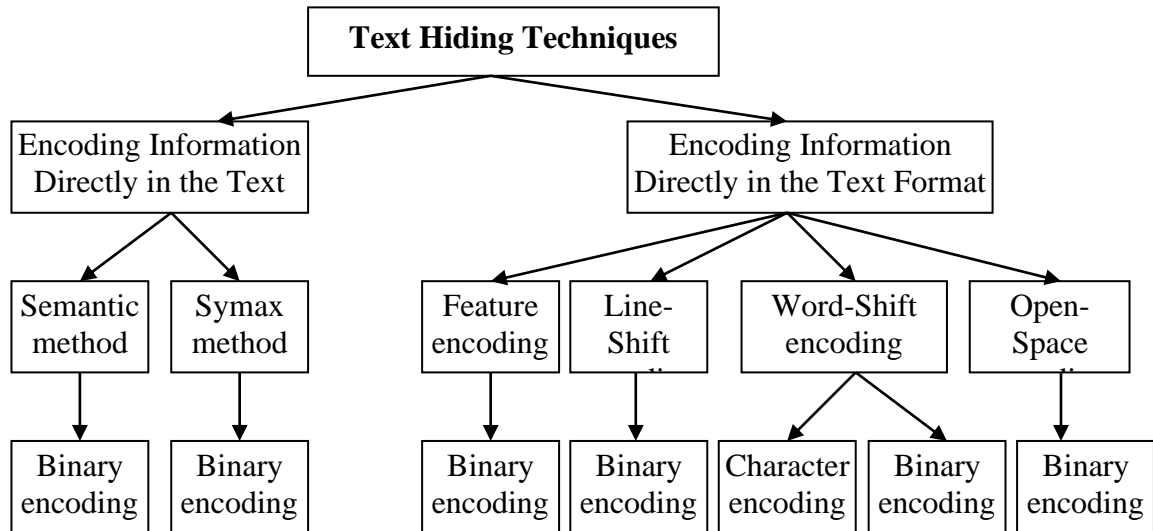 Text Hiding Techniques
Encoding Information
Directly in the Text
Encoding Information
Directly in the Text Format
Semantic
method
Symax
method
Feature
encoding
Line-
Shift
Word-Shift
encoding
Open-
Space
Binary
encoding
Binary
encoding
Binary
encoding
Binary
encoding
Character
encoding
Binary
encoding
Binary
encoding